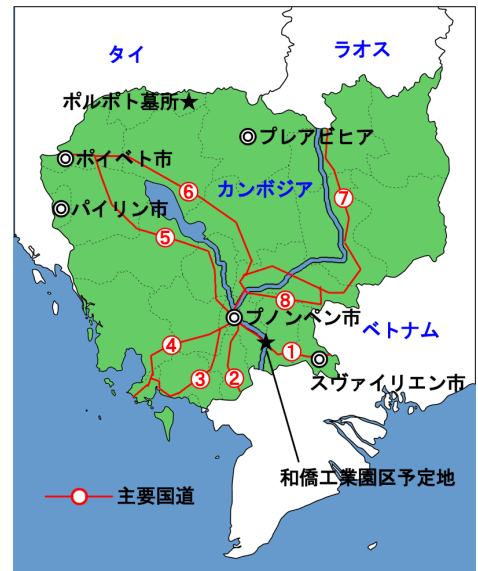 タイ
ラオス
ポルポト墓所★
プレアビヒア
ポイペト市
カンボジア
⑥
⑦
パイリン市
⑤
⑧
プノンペン市
ベトナム
④
①
③
②
スヴァイリエン市
和僑工業園区予定地
主要国道